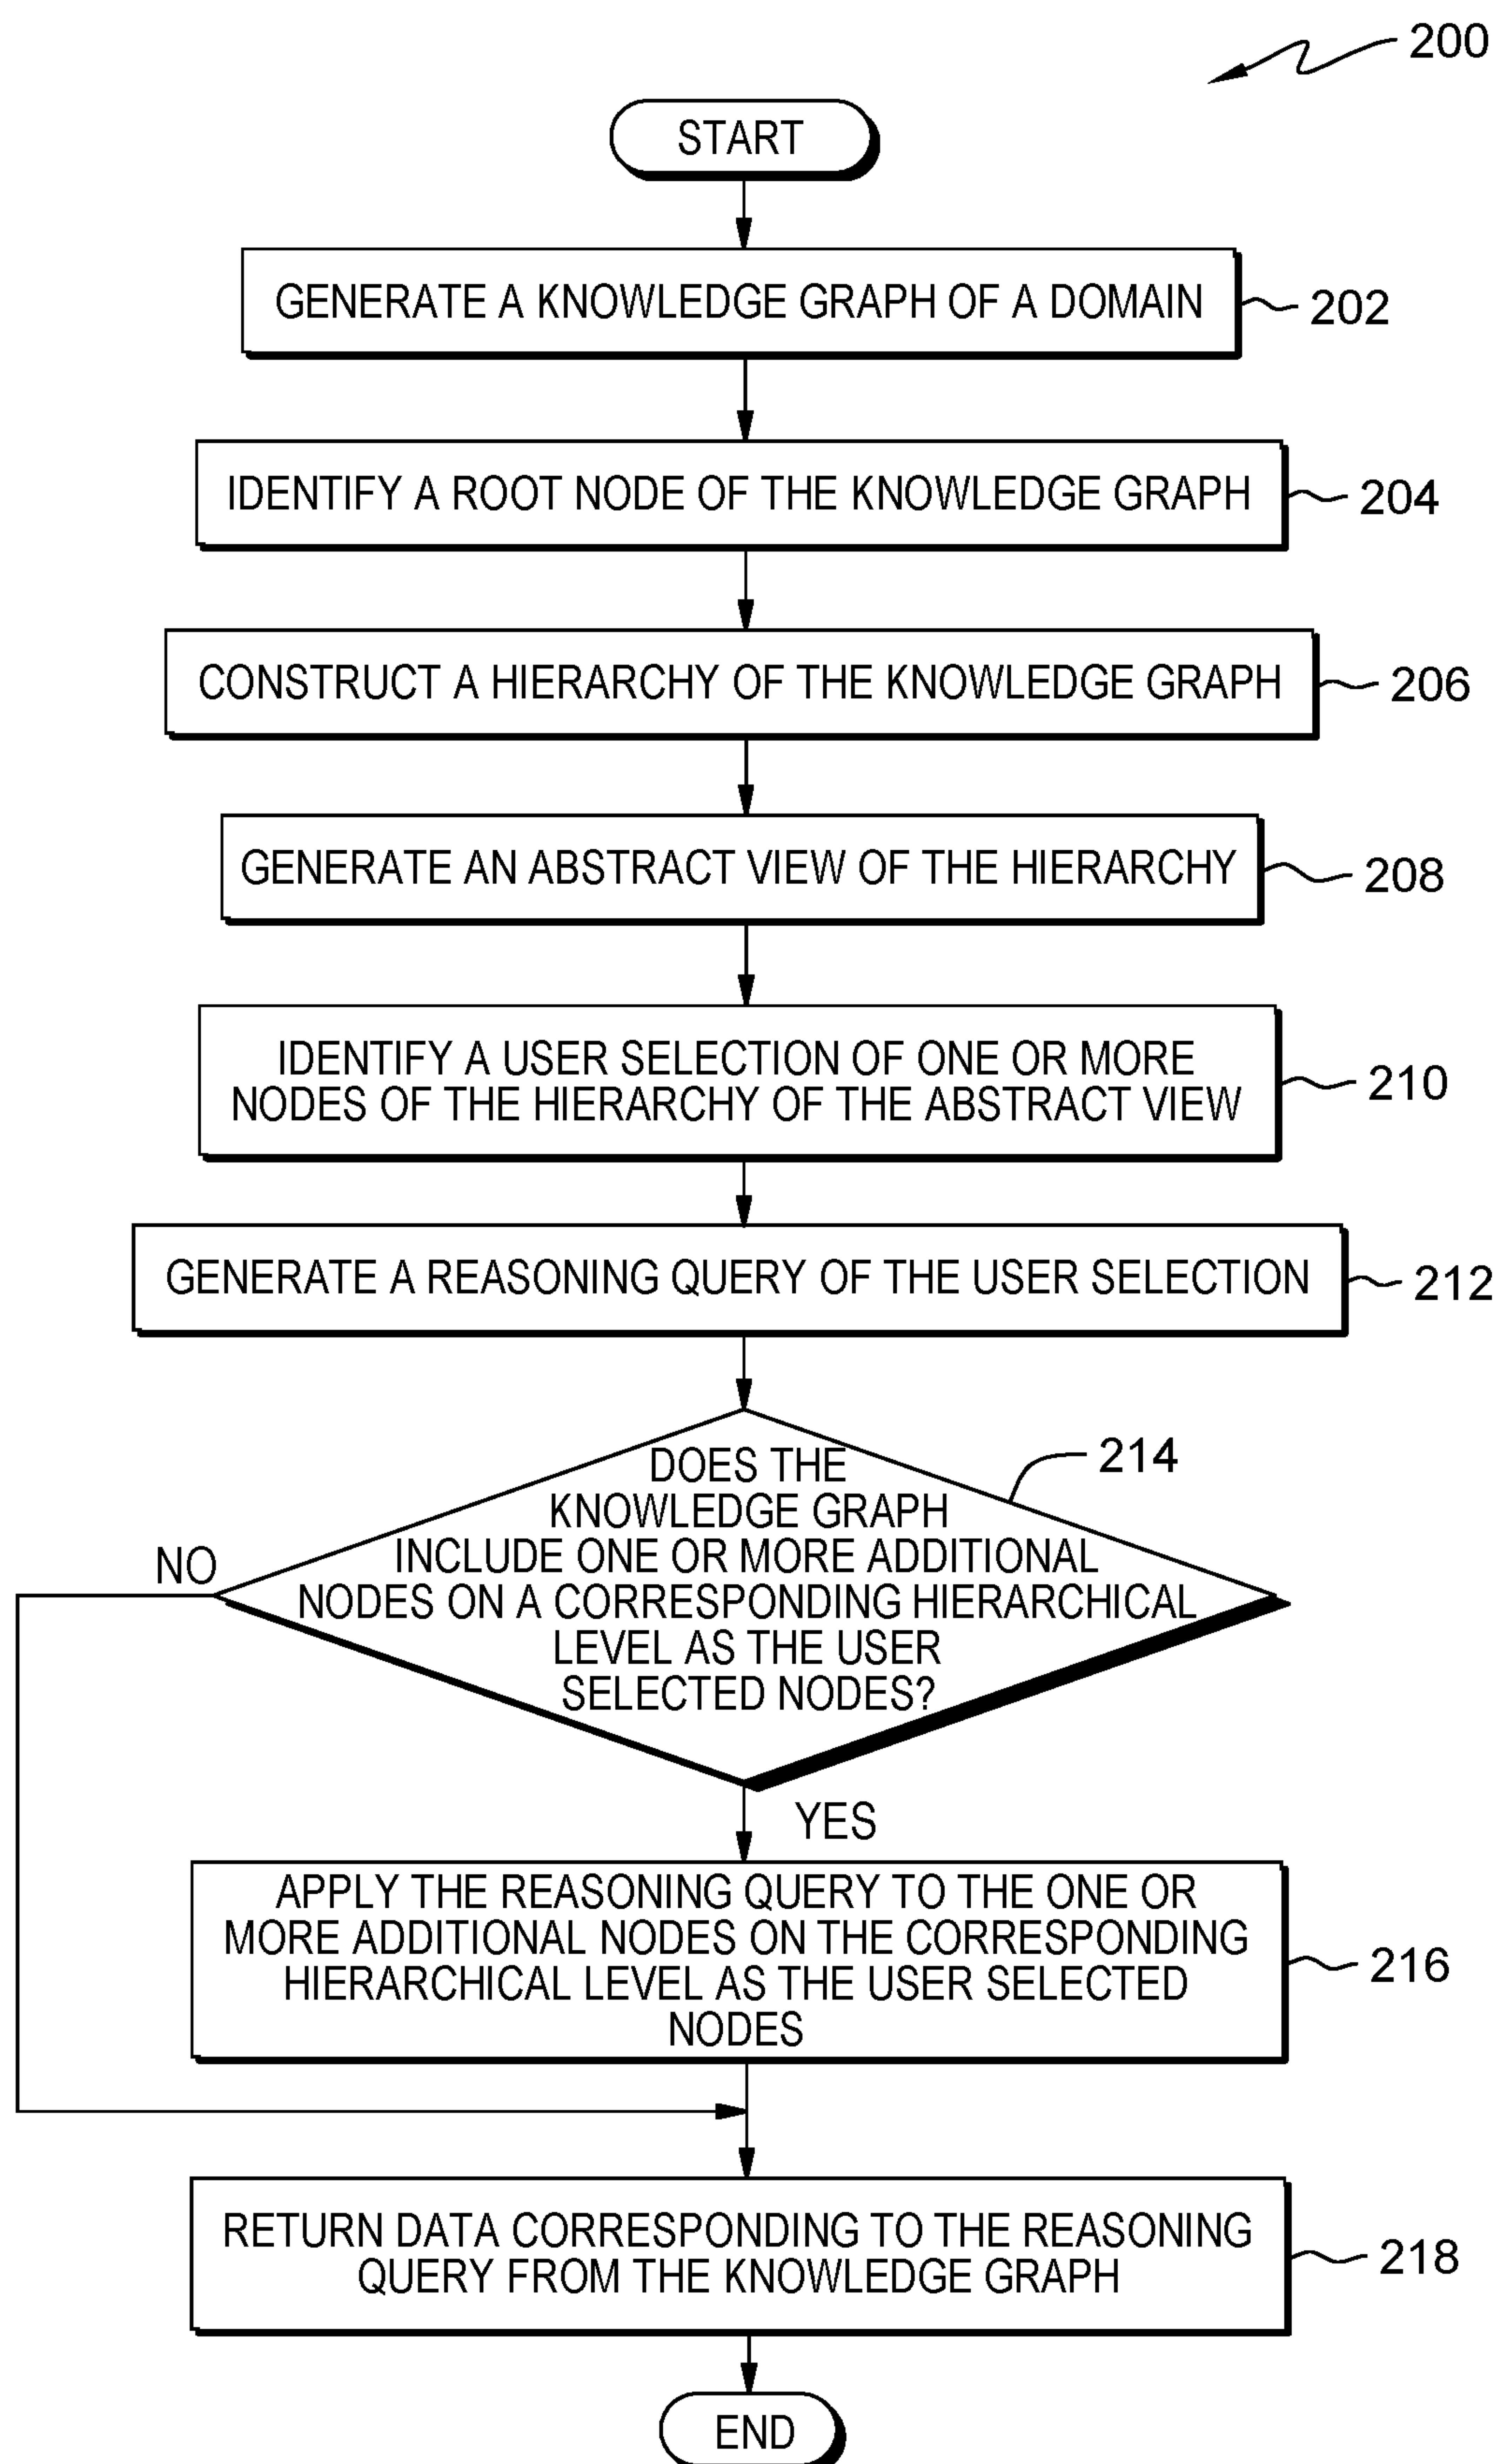 200
START
GENERATE A KNOWLEDGE GRAPH OF A DOMAIN
202
IDENTIFY A ROOT NODE OF THE KNOWLEDGE GRAPH
204
CONSTRUCT A HIERARCHY OF THE KNOWLEDGE GRAPH
206
GENERATE AN ABSTRACT VIEW OF THE HIERARCHY
208
IDENTIFY A USER SELECTION OF ONE OR MORE
NODES OF THE HIERARCHY OF THE ABSTRACT VIEW
210
GENERATE A REASONING QUERY OF THE USER SELECTION
212
DOES THE
KNOWLEDGE GRAPH
INCLUDE ONE OR MORE ADDITIONAL
NODES ON A CORRESPONDING HIERARCHICAL
LEVEL AS THE USER
SELECTED NODES?
214
NO
YES
APPLY THE REASONING QUERY TO THE ONE OR
MORE ADDITIONAL NODES ON THE CORRESPONDING
HIERARCHICAL LEVEL AS THE USER SELECTED
NODES
216
RETURN DATA CORRESPONDING TO THE REASONING
QUERY FROM THE KNOWLEDGE GRAPH
218
END